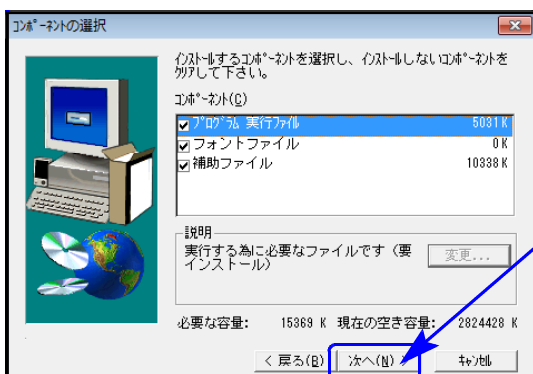 コンポーネントの選択
インストールするコンポーネントを選択し、インストールしないコンポーネントを
クリアして下さい。
コンポーネント(C)
プログラム 実行ファイル 5031 K
フォントファイル 0 K
補助ファイル 10338 K
説明
実行する為に必要なファイルです（要
インストール）
変更...
必要な容量: 15369 K 現在の空き容量: 2824428 K
< 戻る(B)
次へ(N) >
キャンセル